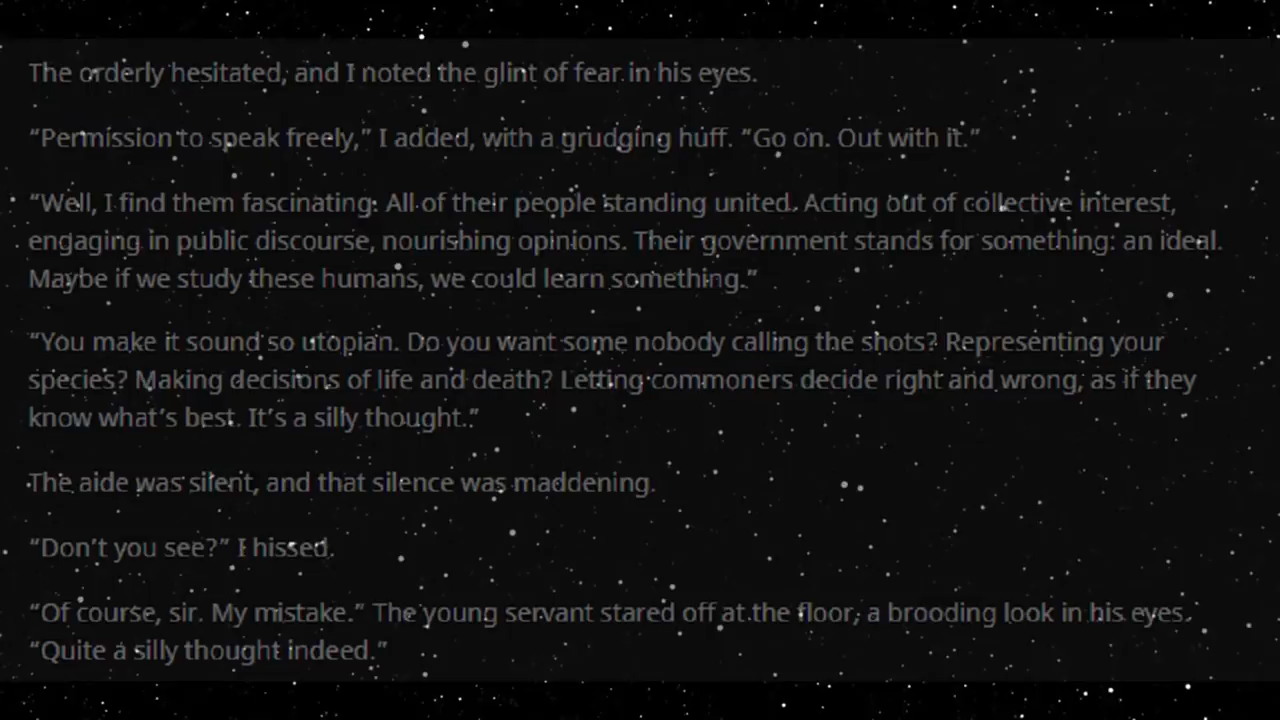 The orderly hesitated, and I noted the glint of fear in his eyes.
“Permission to speak freely,” I added, with a grudging huff. “Go on. Out with it.”
“Well, I find them fascinating. All of their people standing united. Acting out of collective interest,
engaging in public discourse, nourishing opinions. Their government stands for something: an ideal.
Maybe if we study these humans, we could learn something.”
“You make it sound so utopian. Do you want some nobody calling the shots? Representing your
species? Making decisions of life and death? Letting commoners decide right and wrong, as if they
know what’s best. It’s a silly thought.”
The aide was silent, and that silence was maddening.
“Don’t you see?” I hissed.
“Of course, sir. My mistake.” The young servant stared off at the floor, a brooding look in his eyes.
“Quite a silly thought indeed.”